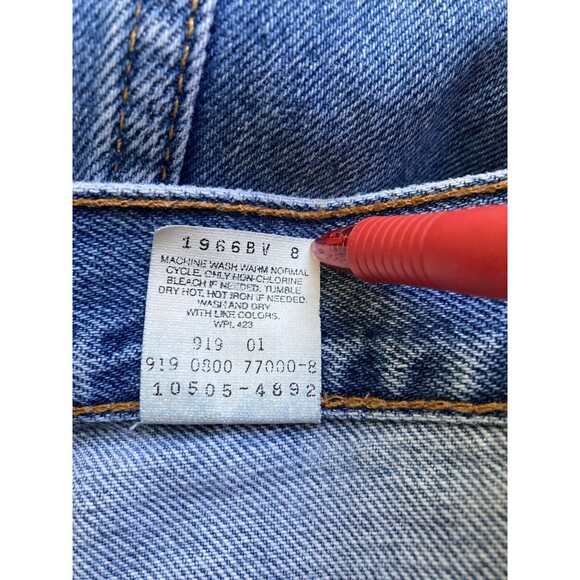 1966BV 8
MACHINE WASH WARM NORMAL
CYCLE. ONLY NON-CHLORINE
BLEACH IF NEEDED. TUMBLE
DRY HOT. HOT IRON IF NEEDED.
WASH AND DRY
WITH LIKE COLORS.
WPL 423
919 01
919 0800 77000-8
10505-4892